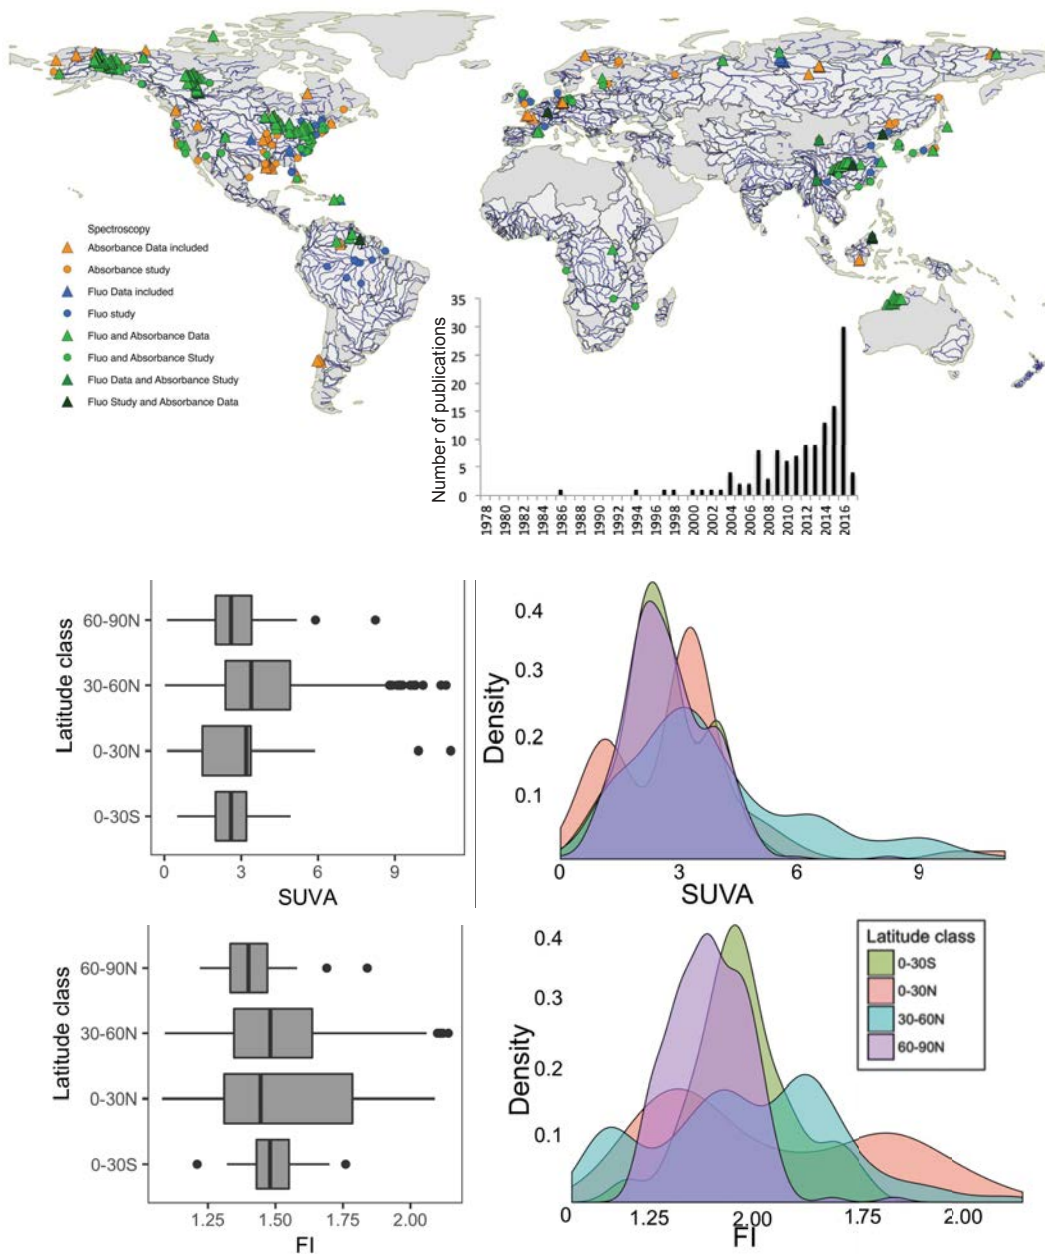 Spectroscopy
Absorbance Data included
Absorbance study
Fluo Data included
Fluo study
Fluo and Absorbance Data
Fluo and Absorbance Study
Fluo Data and Absorbance Study
Fluo Study and Absorbance Data
Number of publications
35
30
25
20
15
10
5
0
1978
1980
1982
1984
1986
1988
1990
1992
1994
1996
1998
2000
2002
2004
2006
2008
2010
2012
2014
2016
Latitude class
60-90N
30-60N
0-30N
0-30S
0 3 6 9
SUVA
Density
0.4
0.3
0.2
0.1
0 3 6 9
SUVA
Latitude class
60-90N
30-60N
0-30N
0-30S
1.25 1.50 1.75 2.00
FI
Density
0.4
0.3
0.2
0.1
0 1.25 2.00 1.75 2.00
FI
Latitude class
0-30S
0-30N
30-60N
60-90N